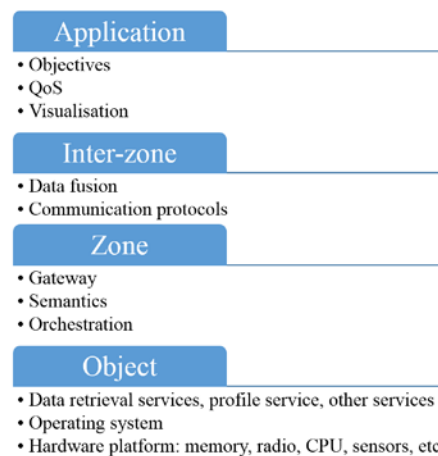 Application
• Objectives
• QoS
• Visualisation
Inter-zone
• Data fusion
• Communication protocols
Zone
• Gateway
• Semantics
• Orchestration
Object
• Data retrieval services, profile service, other services
• Operating system
• Hardware platform: memory, radio, CPU, sensors, etc